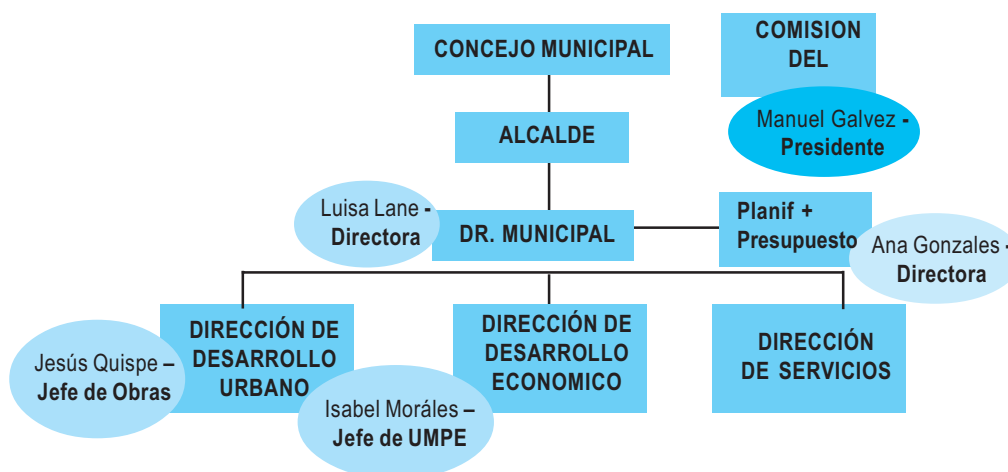 CONCEJO MUNICIPAL
COMISION
DEL
Manuel Galvez -
Presidente
ALCALDE
Luisa Lane -
Directora
DR. MUNICIPAL
Planif +
Presupuesto
Ana Gonzales -
Directora
DIRECCIÓN DE
DESARROLLO
URBANO
Jesús Quispe –
Jefe de Obras
DIRECCIÓN DE
DESARROLLO
ECONOMICO
Isabel Moráles –
Jefe de UMPE
DIRECCIÓN
DE SERVICIOS